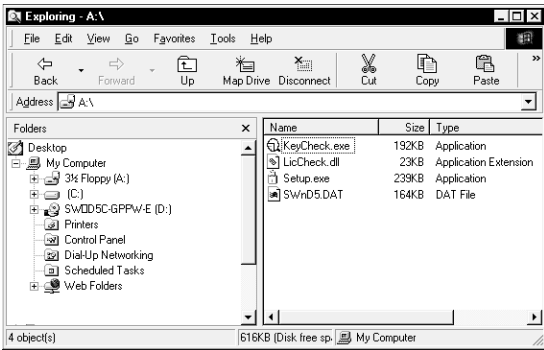 Exploring - A:\
File Edit View Go Favorites Tools Help
Back Forward Up Map Drive Disconnect Cut Copy Paste »
Address A:\
Folders x
Desktop
My Computer
3½ Floppy (A:)
(C:)
SW□D5C-GPPW-E (D:)
Printers
Control Panel
Dial-Up Networking
Scheduled Tasks
Web Folders
Name Size Type
KeyCheck.exe 192KB Application
LicCheck.dll 23KB Application Extension
Setup.exe 239KB Application
SWnD5.DAT 164KB DAT File
4 object(s) 616KB (Disk free sp. My Computer